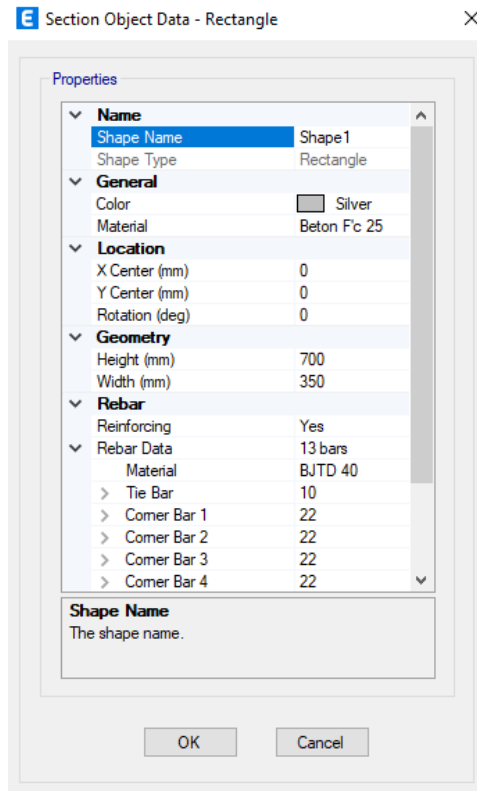 E Section Object Data - Rectangle
Properties
Name
Shape Name Shape1
Shape Type Rectangle
General
Color Silver
Material Beton F'c 25
Location
X Center (mm) 0
Y Center (mm) 0
Rotation (deg) 0
Geometry
Height (mm) 700
Width (mm) 350
Rebar
Reinforcing Yes
Rebar Data 13 bars
Material BJTD 40
Tie Bar 10
Corner Bar 1 22
Corner Bar 2 22
Corner Bar 3 22
Corner Bar 4 22
Shape Name
The shape name.
OK Cancel